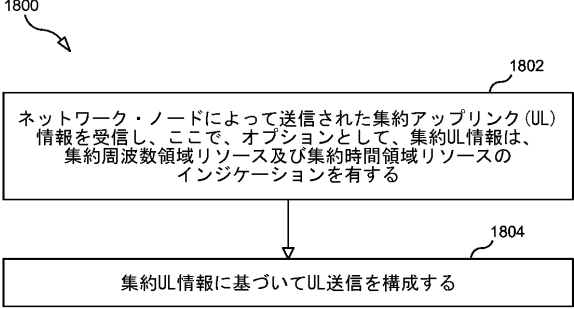 1800
1802
ネットワーク・ノードによって送信された集約アップリンク(UL)
情報を受信し、ここで、オプションとして、集約UL情報は、
集約周波数領域リソース及び集約時間領域リソースの
インジケーションを有する
1804
集約UL情報に基づいてUL送信を構成する